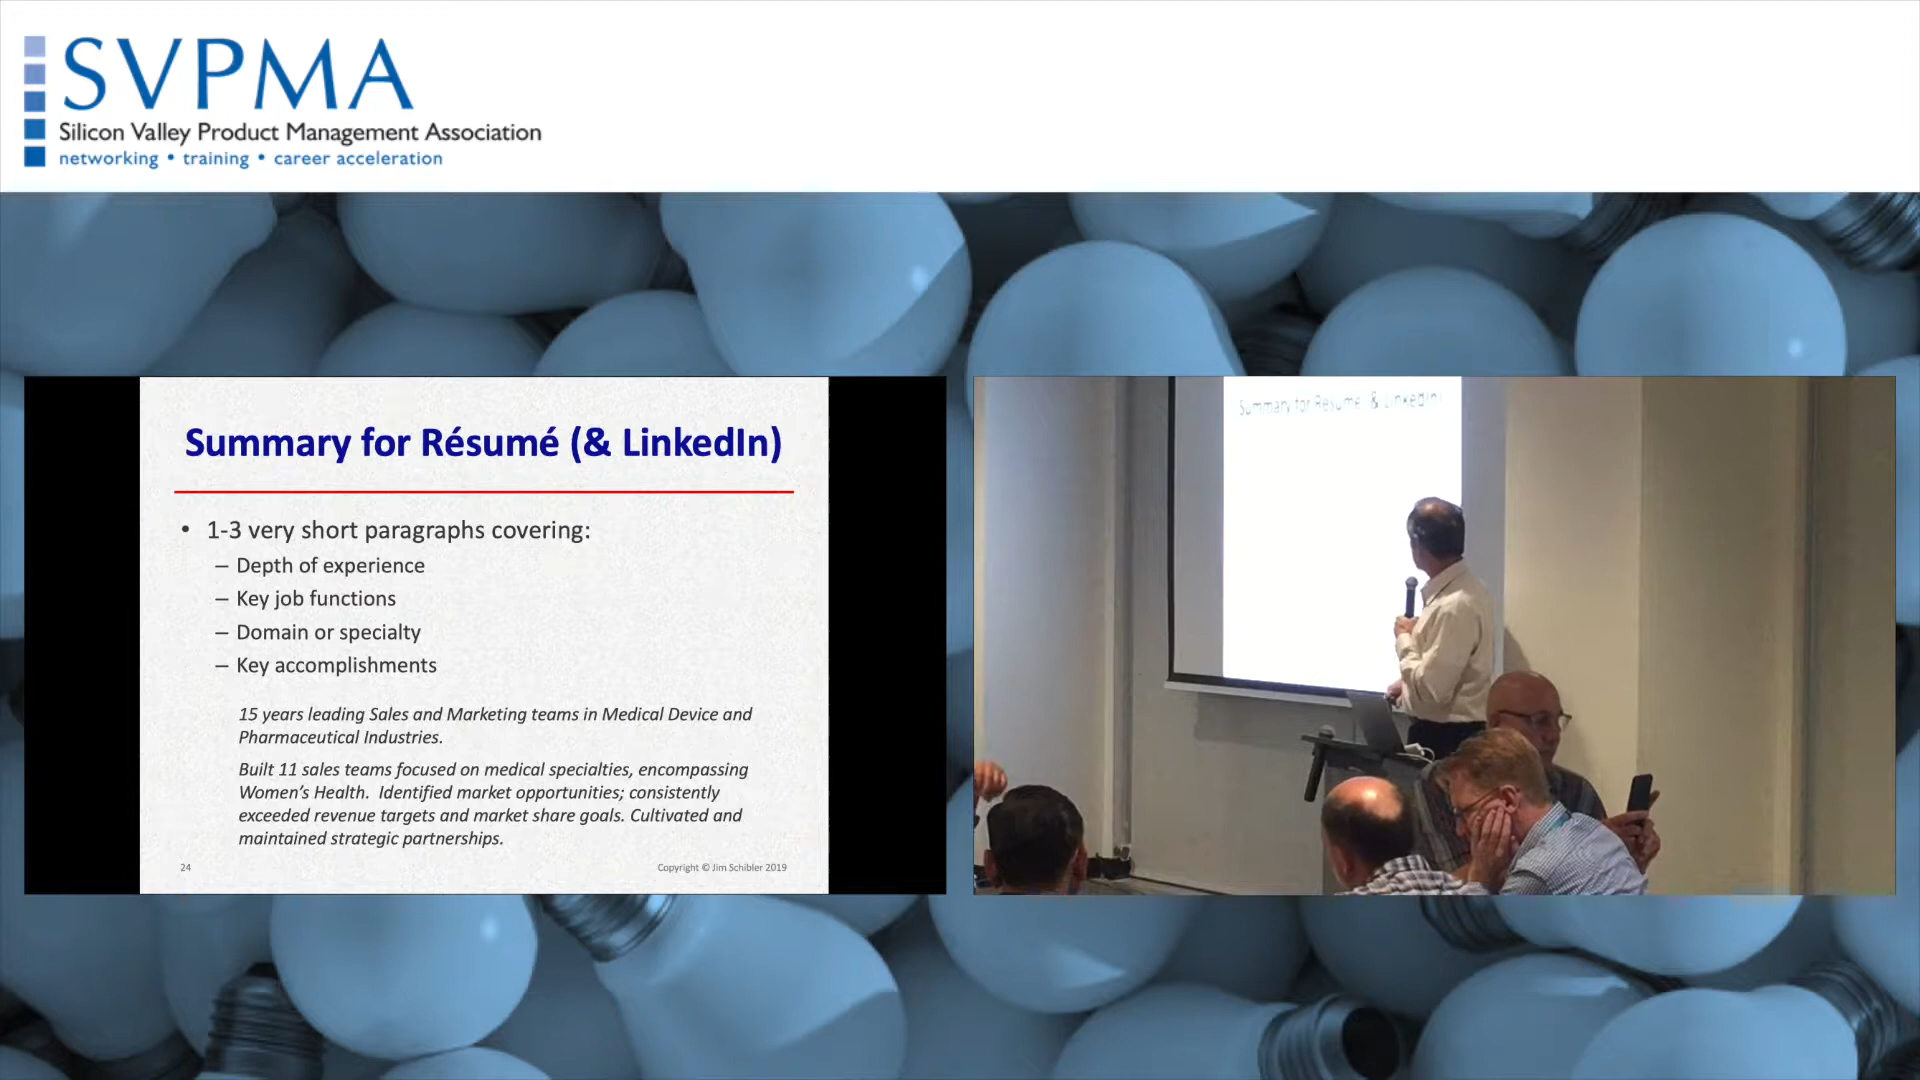 SVPMA
Silicon Valley Product Management Association
networking • training • career acceleration
Summary for Résumé (& LinkedIn)
• 1-3 very short paragraphs covering:
– Depth of experience
– Key job functions
– Domain or specialty
– Key accomplishments
15 years leading Sales and Marketing teams in Medical Device and
Pharmaceutical Industries.
Built 11 sales teams focused on medical specialties, encompassing
Women’s Health.  Identified market opportunities; consistently
exceeded revenue targets and market share goals. Cultivated and
maintained strategic partnerships.
24
Copyright © Jim Schibler 2019
Summary for Résumé (& LinkedIn)